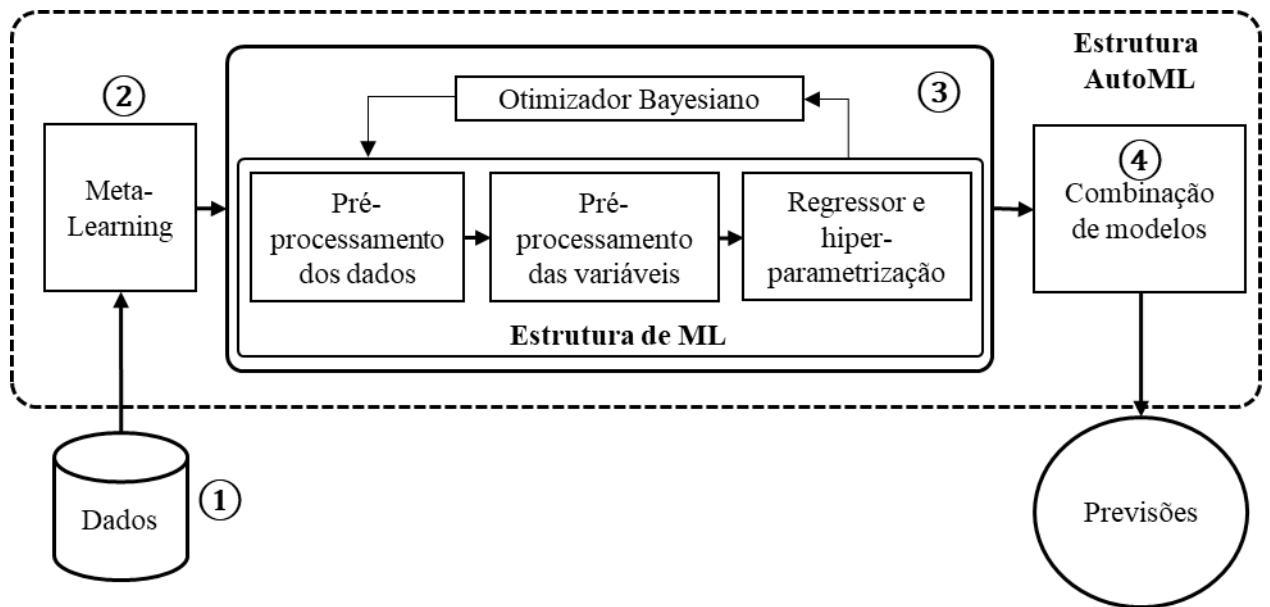 Estrutura
AutoML
②
③
Otimizador Bayesiano
Meta-
Learning
Pré-
processamento
dos dados
Pré-
processamento
das variáveis
Regressor e
hiper-
parametrização
Estrutura de ML
④
Combinação
de modelos
①
Dados
Previsões